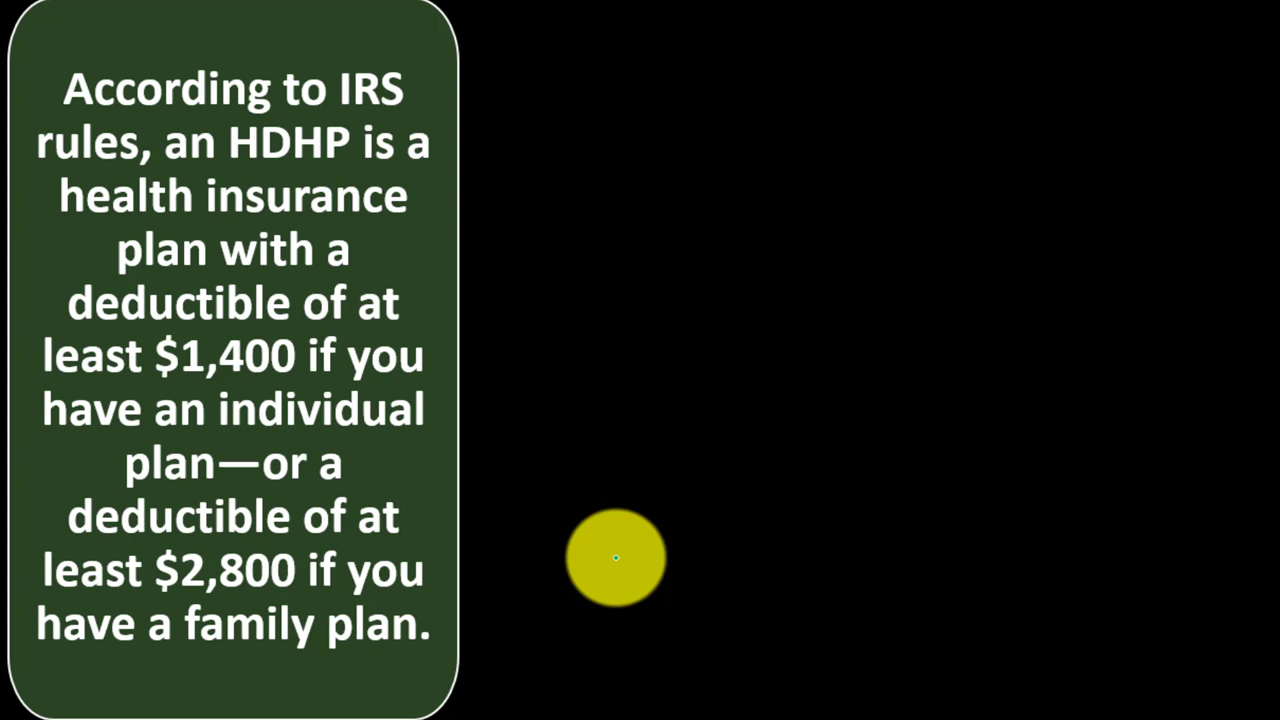 According to IRS
rules, an HDHP is a
health insurance
plan with a
deductible of at
least $1,400 if you
have an individual
plan—or a
deductible of at
least $2,800 if you
have a family plan.